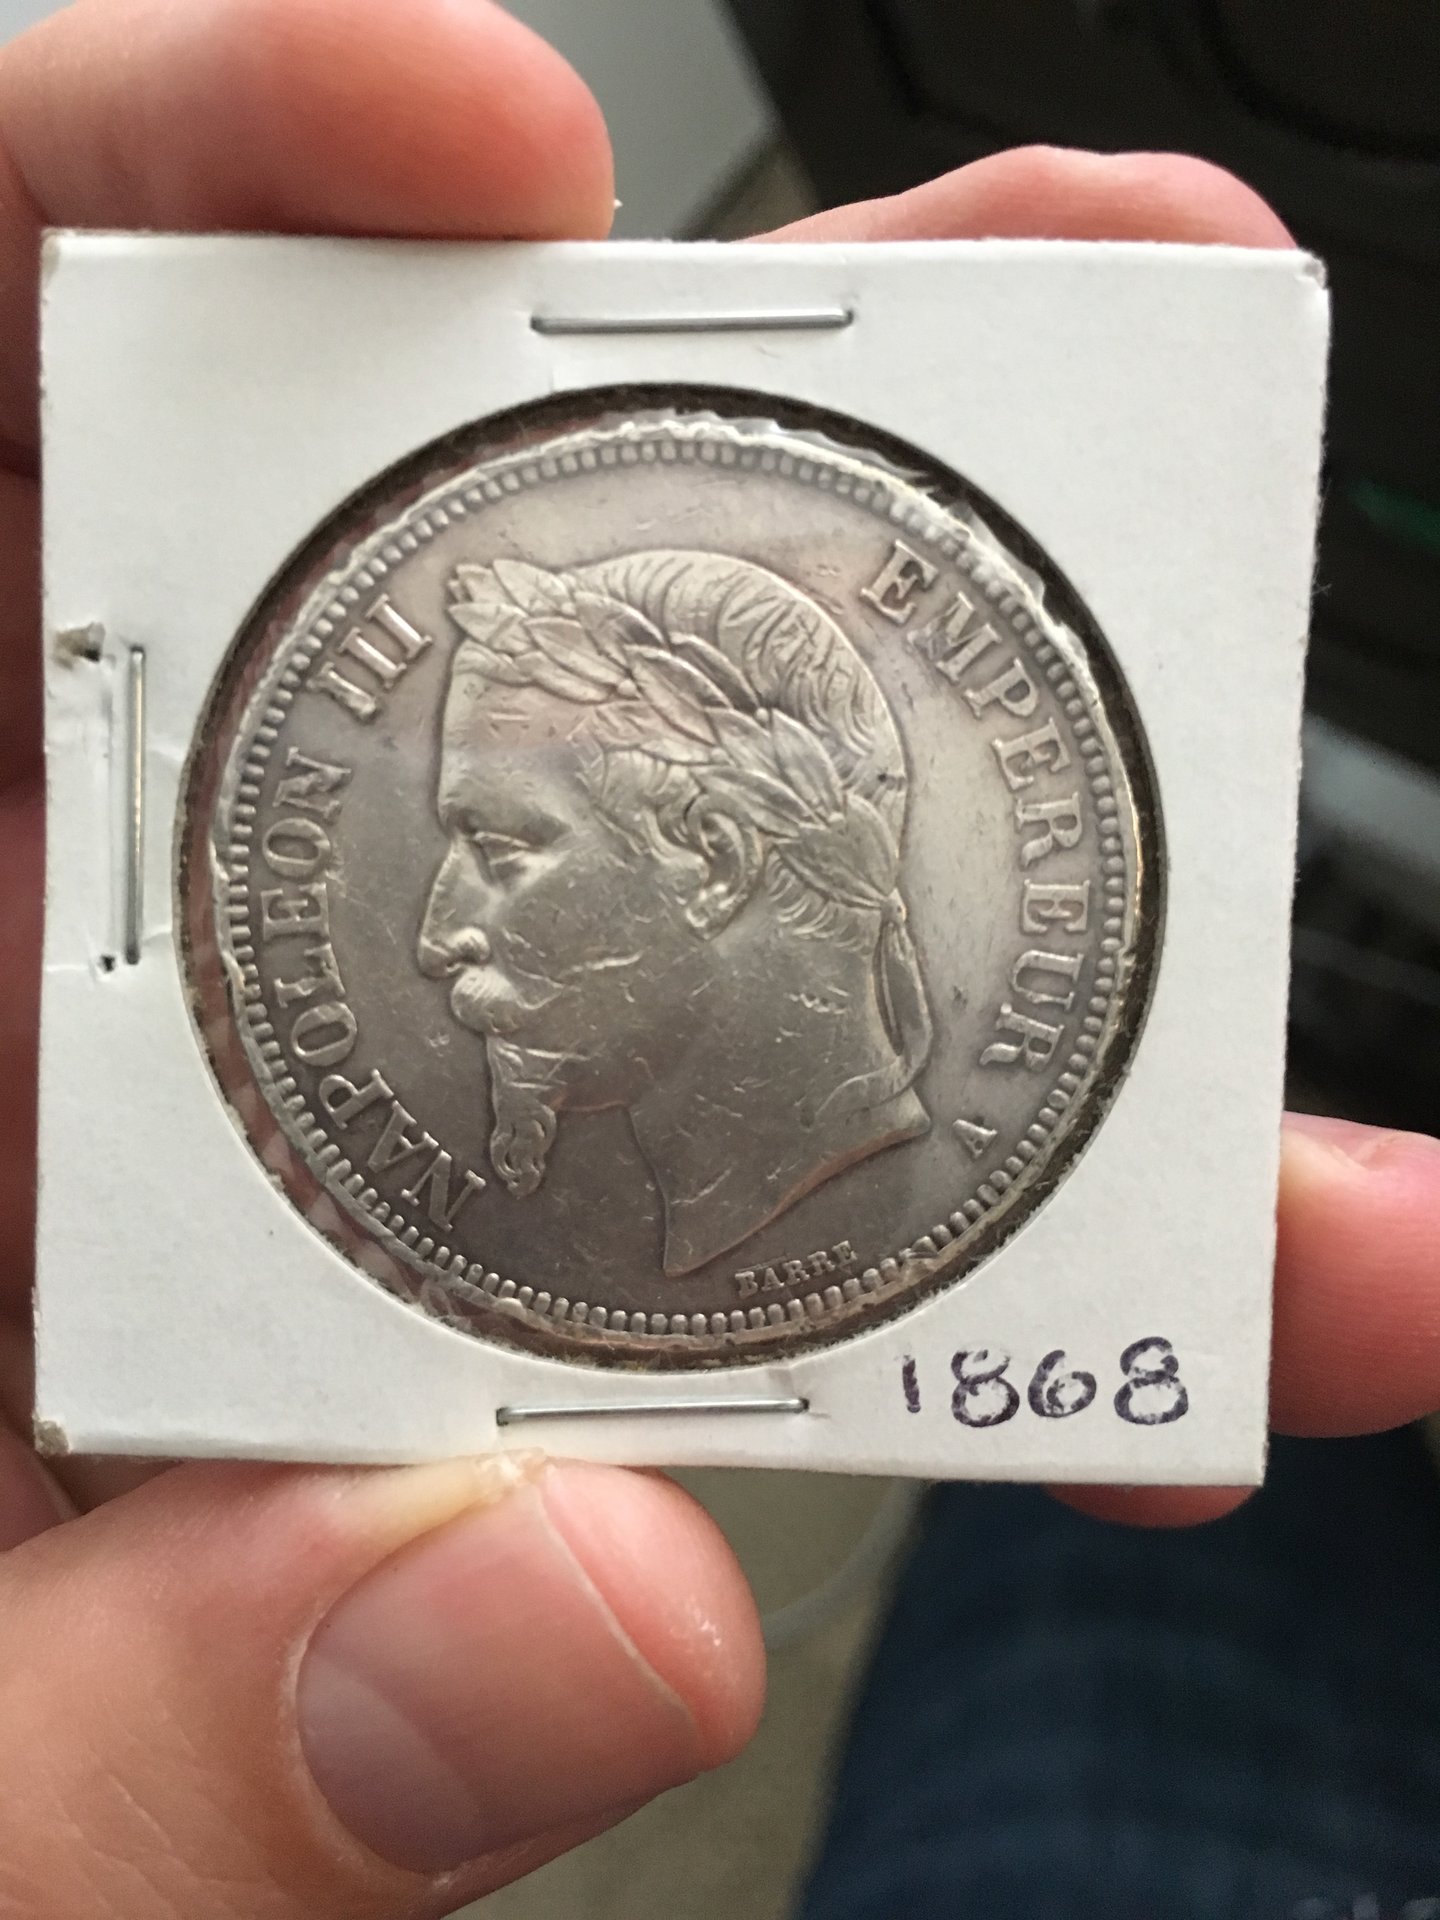 NAPOLEON III
EMPEREUR A
BARRE
1868